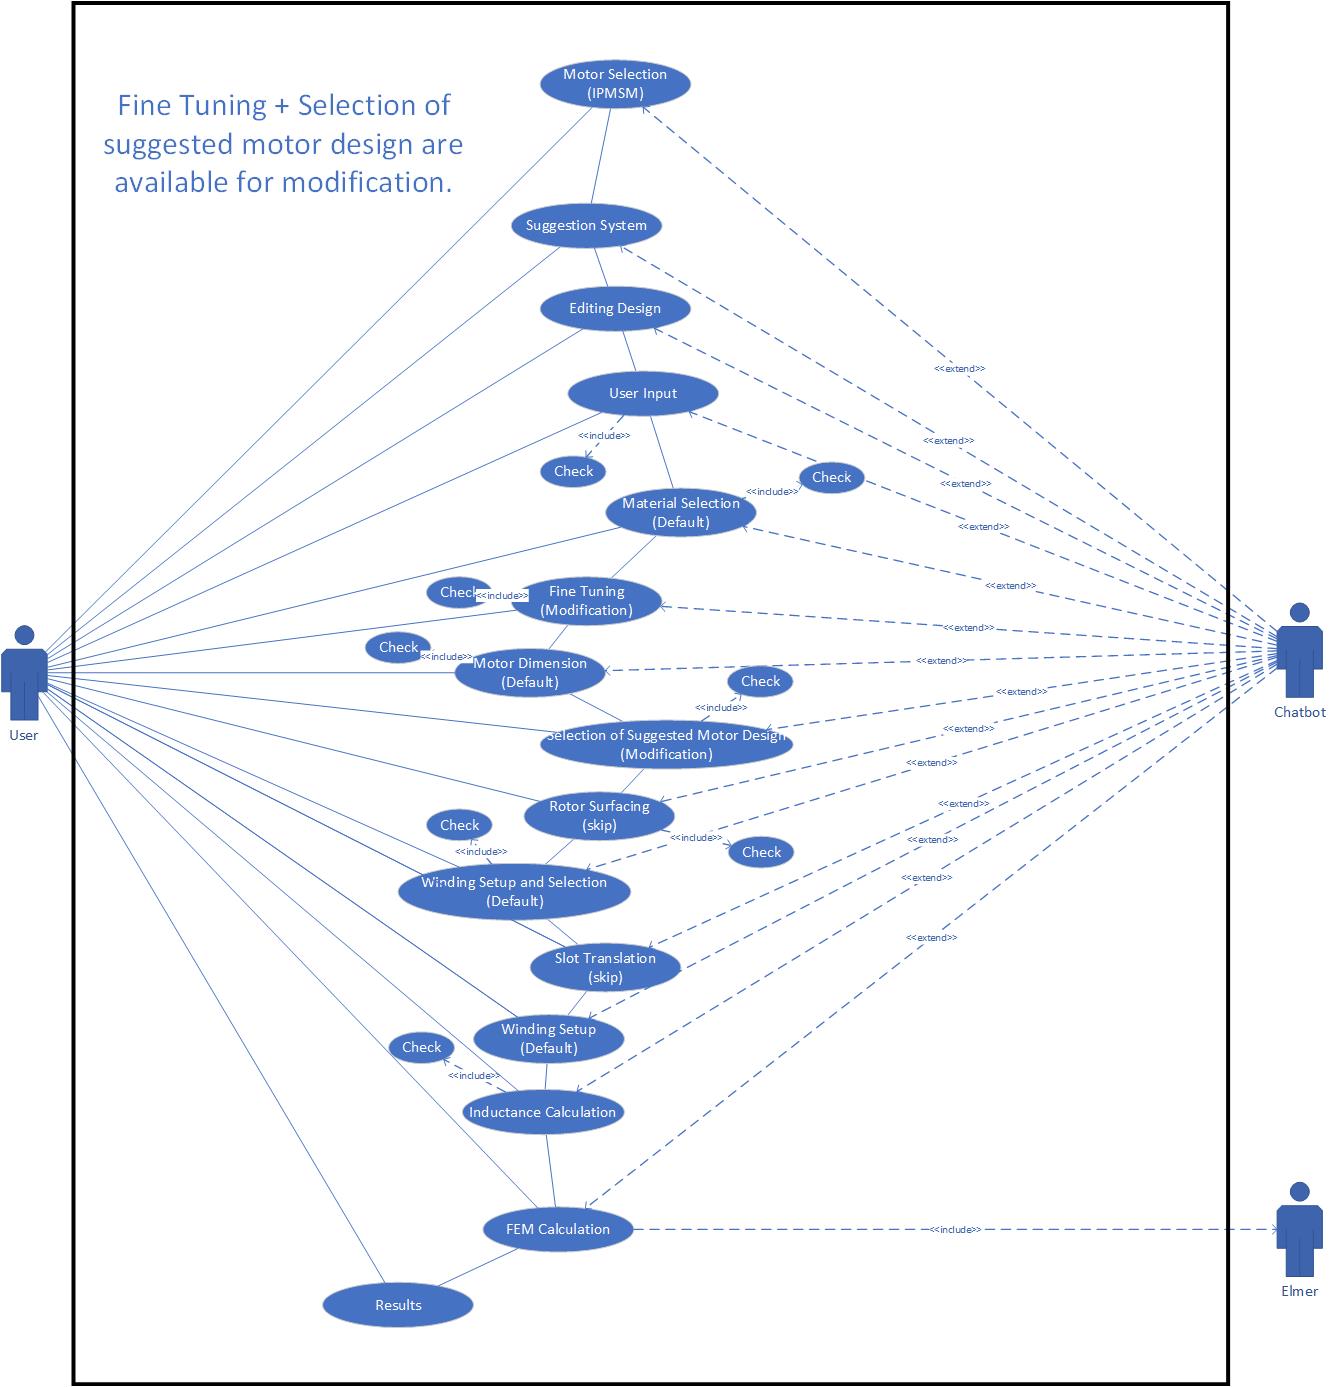 Motor Selection
(IPMSM)
Fine Tuning + Selection of
suggested motor design are
available for modification.
Suggestion System
Editing Design
<<extend>>
User Input
<<include>>
<<extend>>
Check
Check
<<extend>>
<<include>>
Material Selection
(Default)
<<extend>>
<<extend>>
Check
<<include>>
Fine Tuning
(Modification)
<<extend>>
Check
<<include>>
Motor Dimension
(Default)
<<extend>>
Check
<<extend>>
<<include>>
Chatbot
User
Selection of Suggested Motor Design
(Modification)
<<extend>>
<<extend>>
Rotor Surfacing
(skip)
<<extend>>
Check
<<include>>
<<extend>>
<<include>>
Check
Winding Setup and Selection
(Default)
<<extend>>
<<extend>>
Slot Translation
(skip)
Winding Setup
(Default)
Check
<<include>>
Inductance Calculation
FEM Calculation
<<include>>
Elmer
Results